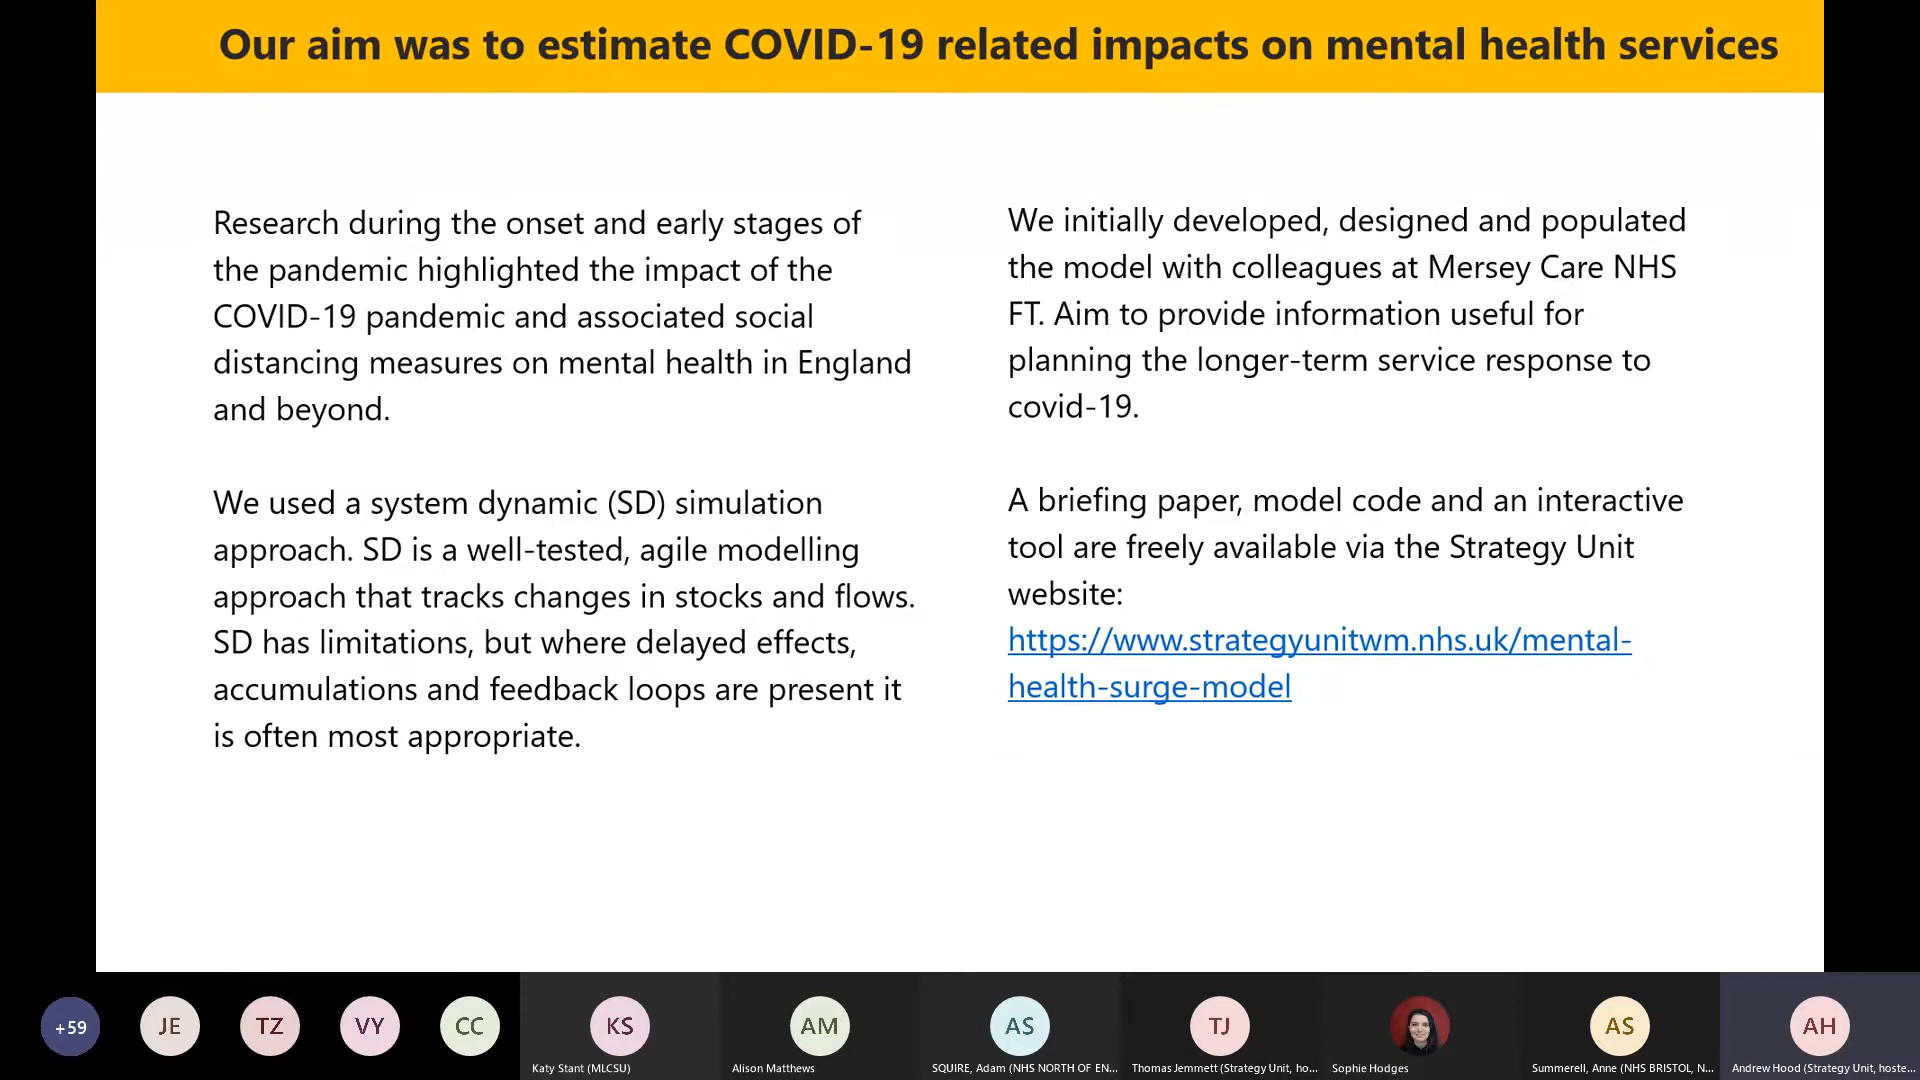 Our aim was to estimate COVID-19 related impacts on mental health services
Research during the onset and early stages of
the pandemic highlighted the impact of the
COVID-19 pandemic and associated social
distancing measures on mental health in England
and beyond.
We used a system dynamic (SD) simulation
approach. SD is a well-tested, agile modelling
approach that tracks changes in stocks and flows.
SD has limitations, but where delayed effects,
accumulations and feedback loops are present it
is often most appropriate.
We initially developed, designed and populated
the model with colleagues at Mersey Care NHS
FT. Aim to provide information useful for
planning the longer-term service response to
covid-19.
A briefing paper, model code and an interactive
tool are freely available via the Strategy Unit
website:
https://www.strategyunitwm.nhs.uk/mental-
health-surge-model
+59
JE
TZ
VY
CC
KS
AM
AS
TJ
AS
AH
Katy Stant (MLCSU)
Alison Matthews
SQUIRE, Adam (NHS NORTH OF EN...
Thomas Jemmett (Strategy Unit, ho...
Sophie Hodges
Summerell, Anne (NHS BRISTOL, N...
Andrew Hood (Strategy Unit, hoste...